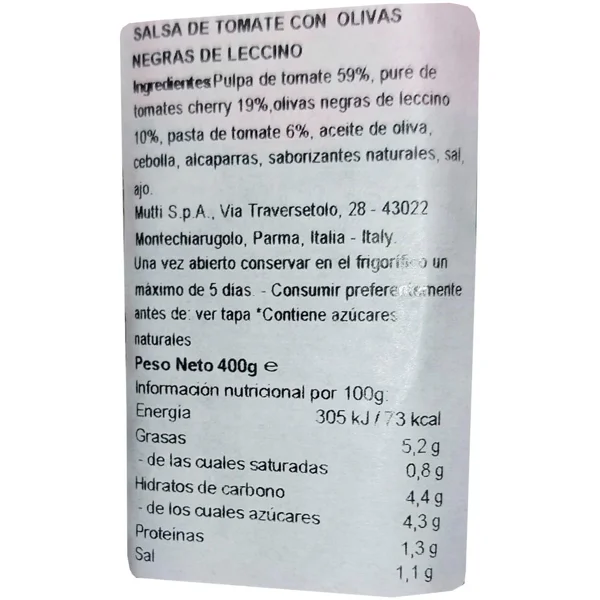 SALSA DE TOMATE CON OLIVAS
NEGRAS DE LECCINO
Ingredientes:Pulpa de tomate 59%, puré de
tomates cherry 19%,olivas negras de leccino
10%, pasta de tomate 6%, aceite de oliva,
cebolla, alcaparras, saborizantes naturales, sal,
ajo.
Mutti S.p.A., Via Traversetolo, 28 - 43022
Montechiarugolo, Parma, Italia - Italy.
Una vez abierto conservar en el frigorífico un
máximo de 5 días. - Consumir preferentemente
antes de: ver tapa *Contiene azúcares
naturales
Peso Neto 400g e
Información nutricional por 100g:
Energía 305 kJ / 73 kcal
Grasas 5,2 g
- de las cuales saturadas 0,8 g
Hidratos de carbono 4,4 g
- de los cuales azúcares 4,3 g
Proteinas 1,3 g
Sal 1,1 g